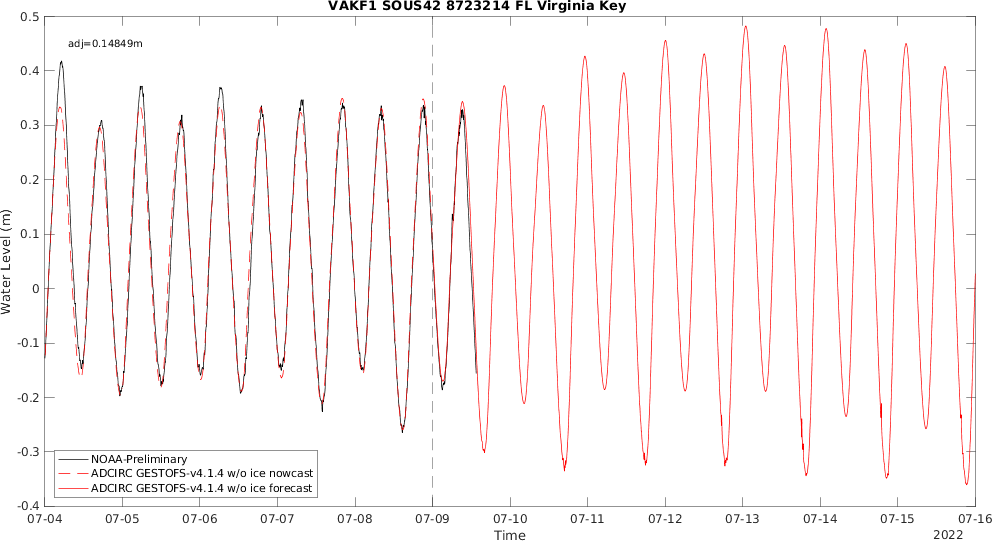 VAKF1 SOUS42 8723214 FL Virginia Key
adj=0.14849m
0.5
0.4
0.3
0.2
0.1
0
-0.1
-0.2
-0.3
-0.4
Water Level (m)
NOAA-Preliminary
ADCIRC GESTOFS-v4.1.4 w/o ice nowcast
ADCIRC GESTOFS-v4.1.4 w/o ice forecast
07-04 07-05 07-06 07-07 07-08 07-09 07-10 07-11 07-12 07-13 07-14 07-15 07-16
Time
2022